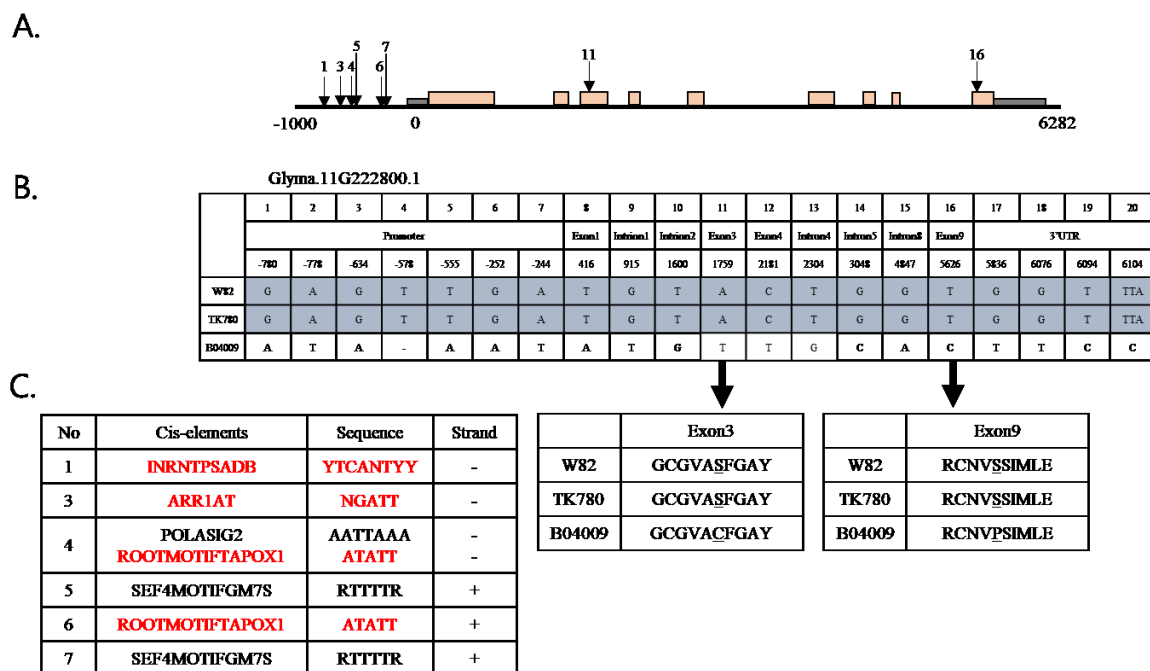 A.
5 7
1 3 4 6 11 16
-1000 0 6282
Glyma.11G222800.1
B.
1 2 3 4 5 6 7 8 9 10 11 12 13 14 15 16 17 18 19 20
Promoter Exon1 Intrion1 Intrion2 Exon3 Exon4 Intron4 Intron5 Intron8 Exon9 3'UTR
-780 -778 -634 -578 -555 -252 -244 416 915 1600 1759 2181 2304 3048 4847 5626 5836 6076 6094 6104
W82 G A G T T G A T G T A C T G G T G G T TTA
TK780 G A G T T G A T G T A C T G G T G G T TTA
B04009 A T A - A A T A T G T T G C A C T T C C
C.
No Cis-elements Sequence Strand
1 INRNTPSADB YTCANTYY -
3 ARR1AT NGATT -
4 POLASIG2 AATTAAA -
ROOTMOTIFTAPOX1 ATATT -
5 SEF4MOTIFGM7S RTTTTR +
6 ROOTMOTIFTAPOX1 ATATT +
7 SEF4MOTIFGM7S RTTTTR +
Exon3
W82 GCGVASFGAY
TK780 GCGVASFGAY
B04009 GCGVACFGAY
Exon9
W82 RCNVSSIMLE
TK780 RCNVSSIMLE
B04009 RCNVPSIMLE